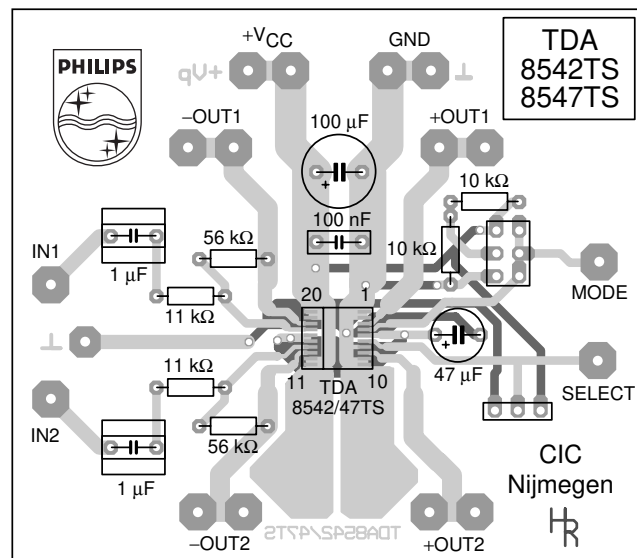 PHILIPS
+VCC
GND
TDA
8542TS
8547TS
qV+
⊥
−OUT1
100 µF
+OUT1
+
10 kΩ
100 nF
10 kΩ
IN1
1 µF
56 kΩ
MODE
11 kΩ
20
1
⊥
+
11 kΩ
11
TDA
10
47 µF
8542/47TS
SELECT
IN2
56 kΩ
1 µF
CIC
Nijmegen
HR
TDA8542/47TS
−OUT2
+OUT2